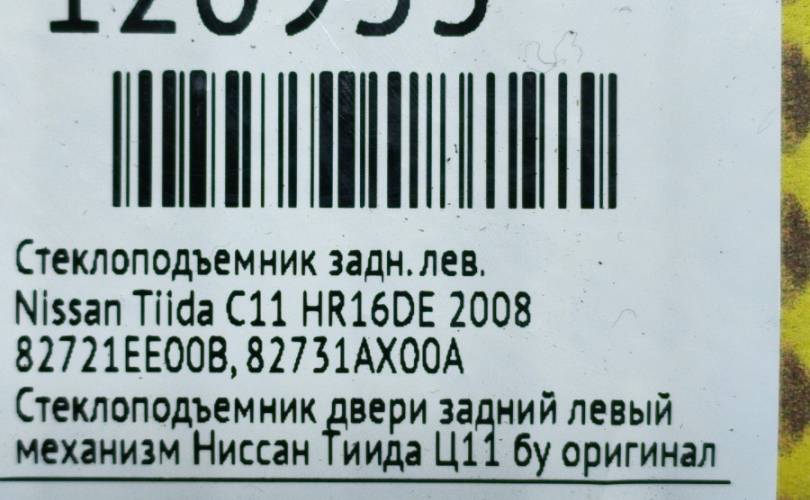 120955
Стеклоподъемник задн. лев.
Nissan Tiida C11 HR16DE 2008
82721EE00B, 82731AX00A
Стеклоподъемник двери задний левый
механизм Ниссан Тиида Ц11 бу оригинал